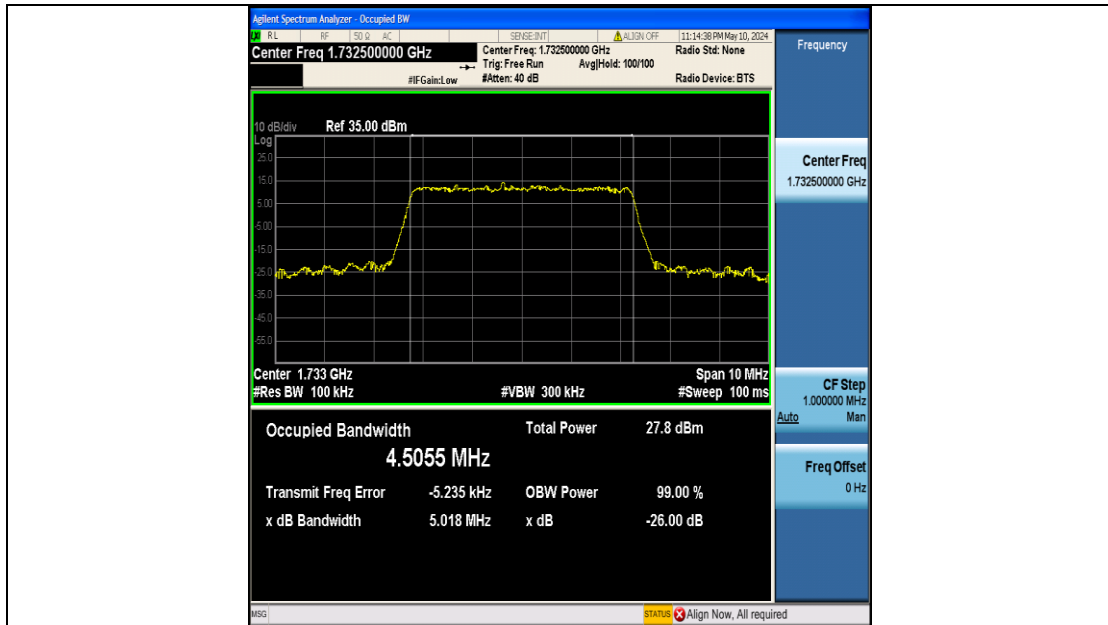 Agilent Spectrum Analyzer - Occupied BW
RL RF 50 Ω AC SENSE:INT ALIGN OFF 11:14:38 PM May 10, 2024
Center Freq 1.732500000 GHz
Center Freq: 1.732500000 GHz Radio Std: None
Trig: Free Run Avg|Hold: 100/100
#IFGain:Low #Atten: 40 dB Radio Device: BTS
10 dB/div Ref 35.00 dBm
Log
25.0
15.0
5.00
-5.00
-15.0
-25.0
-35.0
-45.0
-55.0
Center 1.733 GHz Span 10 MHz
#Res BW 100 kHz #VBW 300 kHz #Sweep 100 ms
Occupied Bandwidth Total Power 27.8 dBm
4.5055 MHz
Transmit Freq Error -5.235 kHz OBW Power 99.00 %
x dB Bandwidth 5.018 MHz x dB -26.00 dB
MSG STATUS Align Now, All required
Frequency
Center Freq
1.732500000 GHz
CF Step
1.000000 MHz
Auto Man
Freq Offset
0 Hz